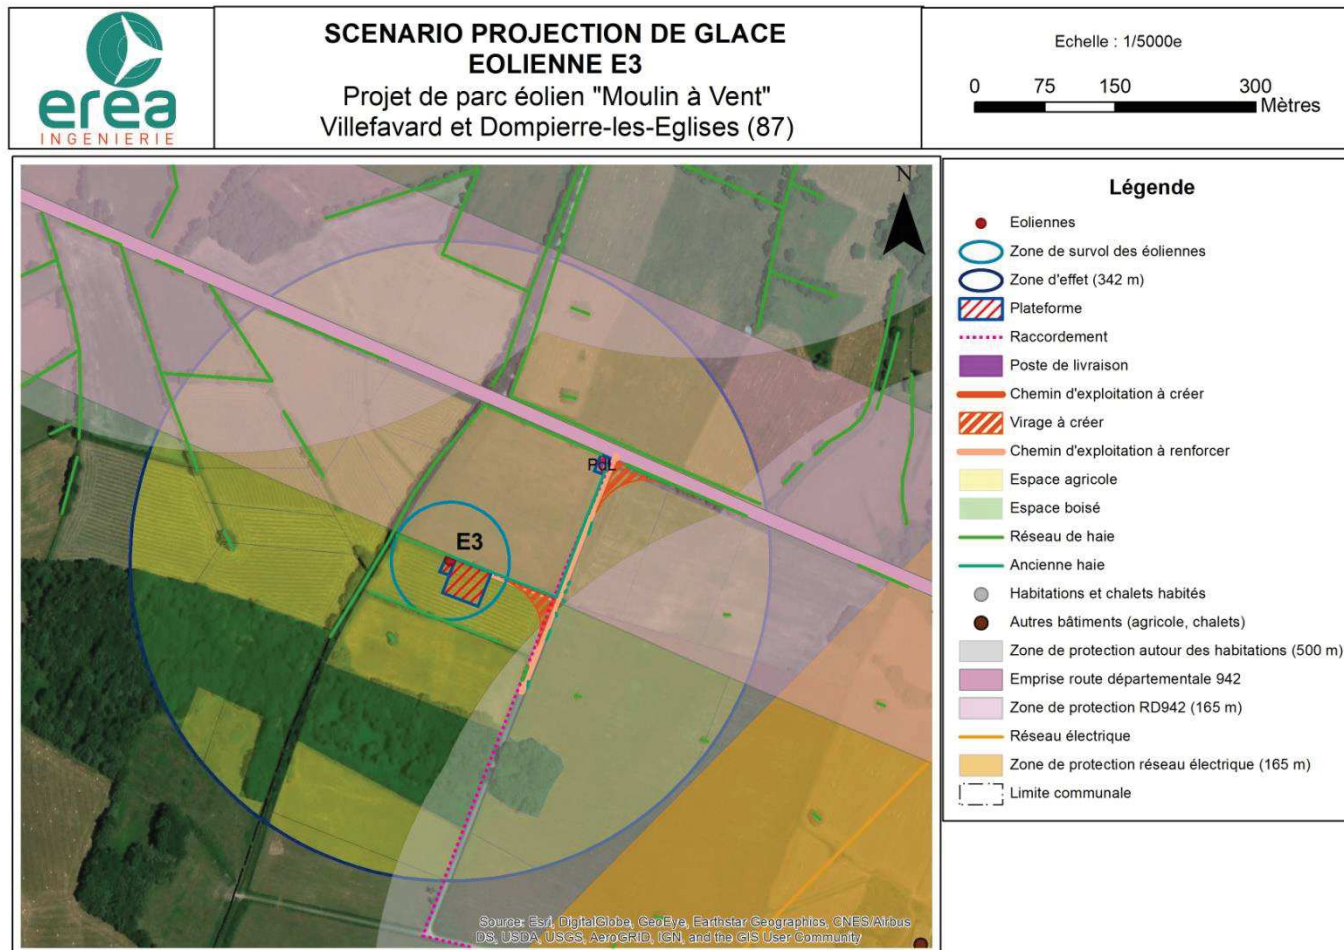 erea
INGENIERIE
SCENARIO PROJECTION DE GLACE
EOLIENNE E3
Projet de parc éolien "Moulin à Vent"
Villefavard et Dompierre-les-Eglises (87)
Echelle : 1/5000e
0 75 150 300
Mètres
N
PdL
E3
Source: Esri, DigitalGlobe, GeoEye, Earthstar Geographics, CNES/Airbus
DS, USDA, USGS, AeroGRID, IGN, and the GIS User Community
Légende
Eoliennes
Zone de survol des éoliennes
Zone d'effet (342 m)
Plateforme
Raccordement
Poste de livraison
Chemin d'exploitation à créer
Virage à créer
Chemin d'exploitation à renforcer
Espace agricole
Espace boisé
Réseau de haie
Ancienne haie
Habitations et chalets habités
Autres bâtiments (agricole, chalets)
Zone de protection autour des habitations (500 m)
Emprise route départementale 942
Zone de protection RD942 (165 m)
Réseau électrique
Zone de protection réseau électrique (165 m)
Limite communale